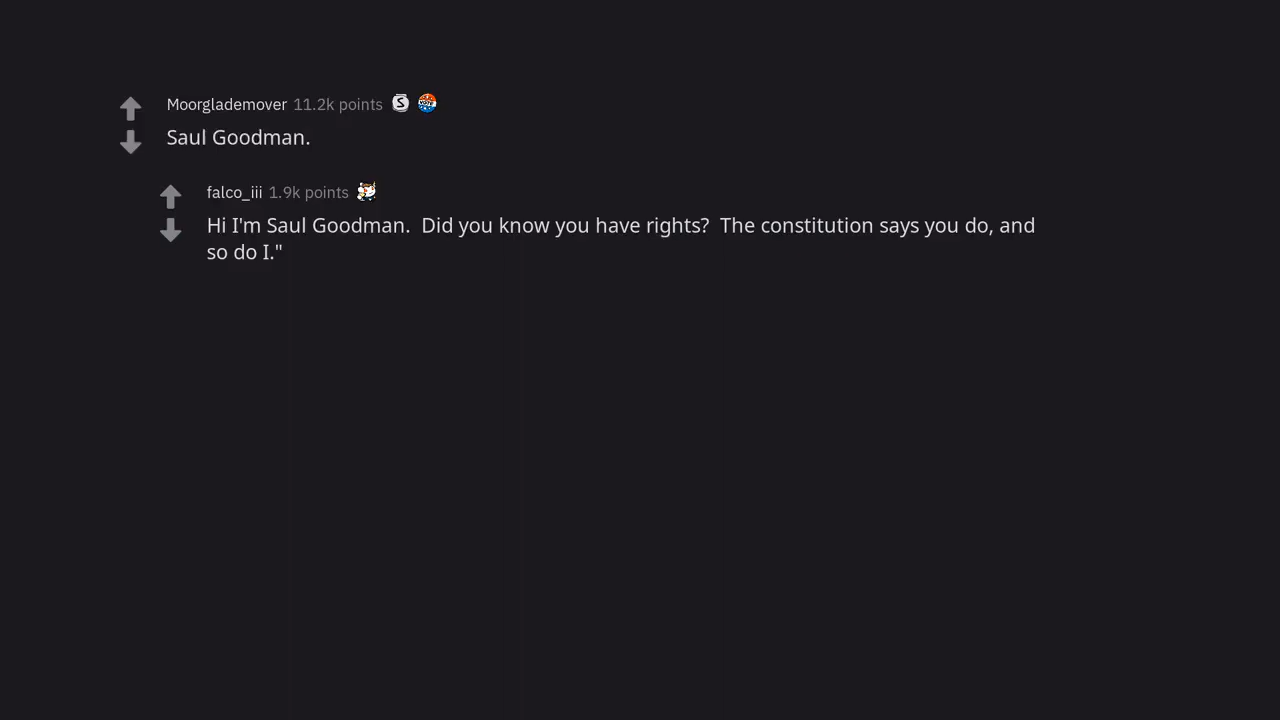 Moorglademover 11.2k points
Saul Goodman.
falco_iii 1.9k points
Hi I'm Saul Goodman.  Did you know you have rights?  The constitution says you do, and
so do I."